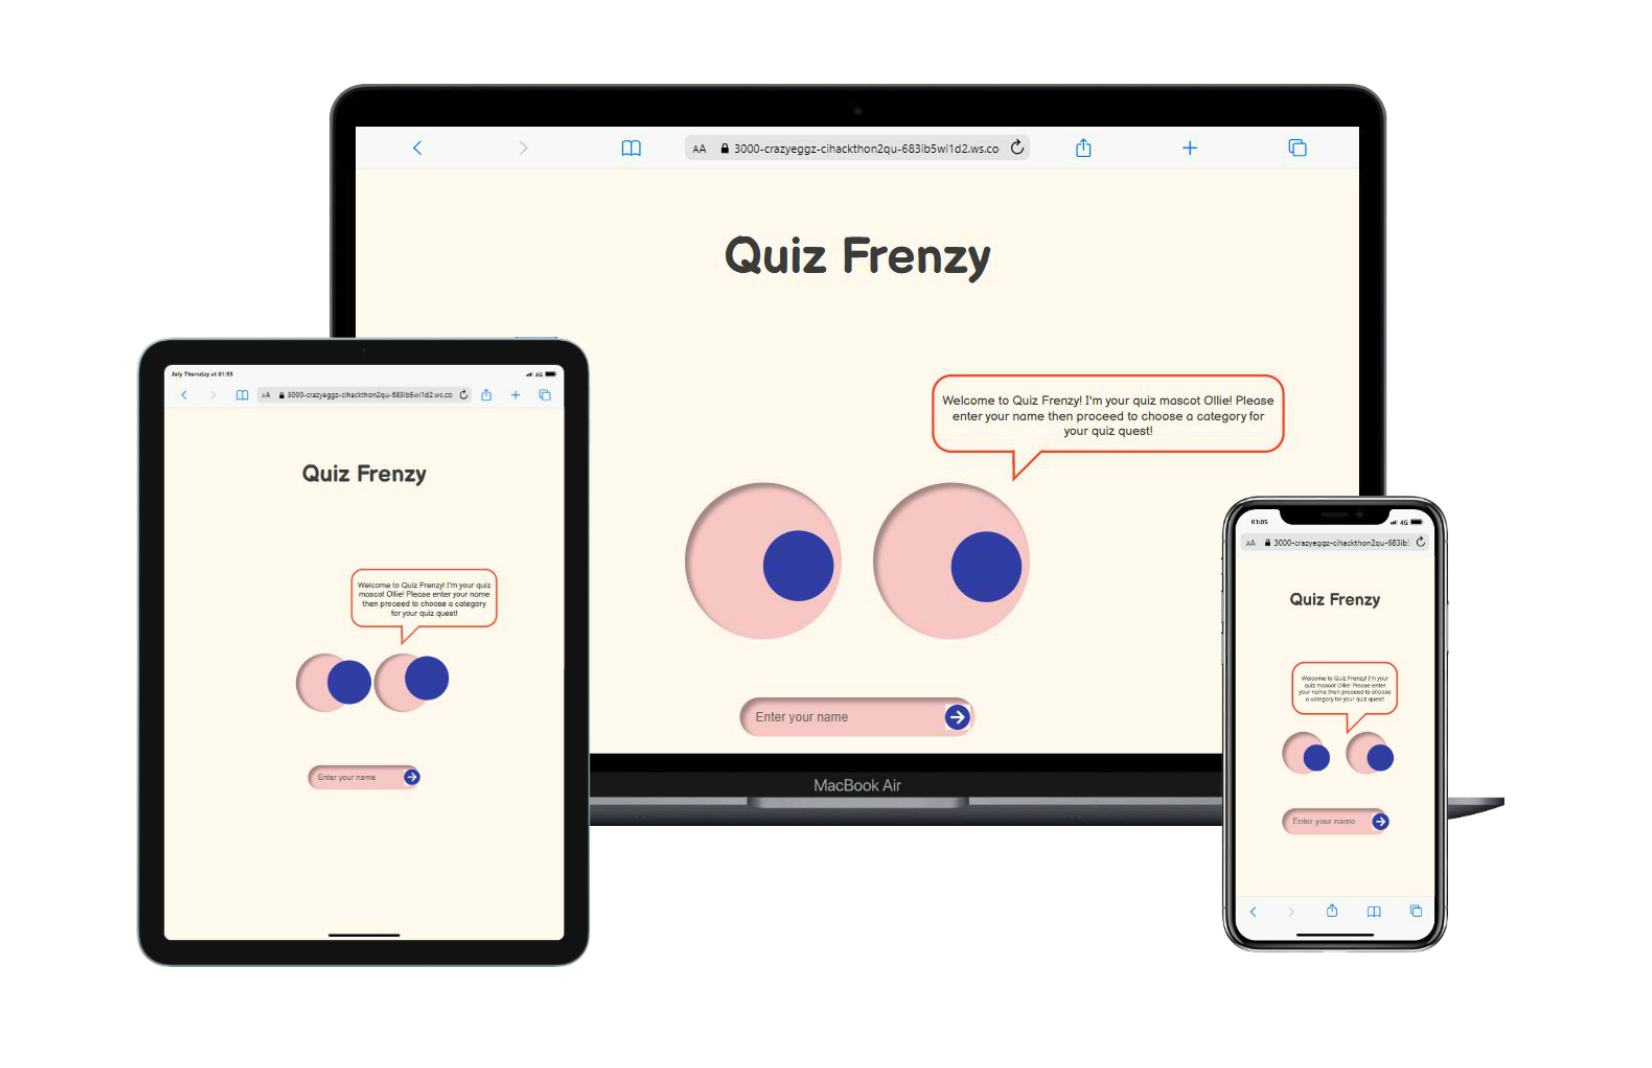 AA 3000-crazyeggz-cihackthon2qu-683ib5wi1d2.ws.co
Quiz Frenzy
Welcome to Quiz Frenzy! I'm your quiz mascot Ollie! Please
enter your name then proceed to choose a category for
your quiz quest!
Enter your name
MacBook Air
July Thursday at 01:55
4G
AA 3000-crazyeggz-cihackthon2qu-683ib5wi1d2.ws.co
Quiz Frenzy
Welcome to Quiz Frenzy! I'm your quiz
mascot Ollie! Please enter your name
then proceed to choose a category
for your quiz quest!
Enter your name
01:05
4G
AA 3000-crazyeggz-cihackthon2qu-683ib
Quiz Frenzy
Welcome to Quiz Frenzy! I'm your
quiz mascot Ollie! Please enter
your name then proceed to choose
a category for your quiz quest!
Enter your name